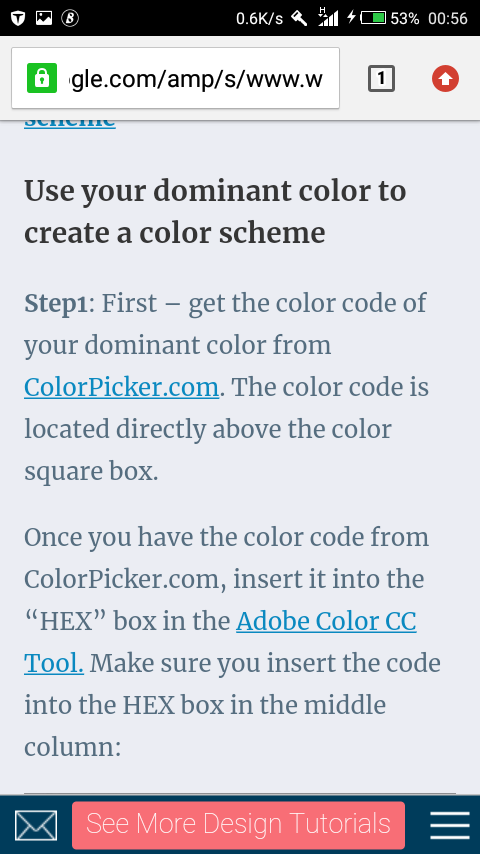 0.6K/s
H
53%
00:56
gle.com/amp/s/www.w
1
scheme
Use your dominant color to
create a color scheme
Step1: First – get the color code of
your dominant color from
ColorPicker.com. The color code is
located directly above the color
square box.
Once you have the color code from
ColorPicker.com, insert it into the
“HEX” box in the Adobe Color CC
Tool. Make sure you insert the code
into the HEX box in the middle
column:
See More Design Tutorials